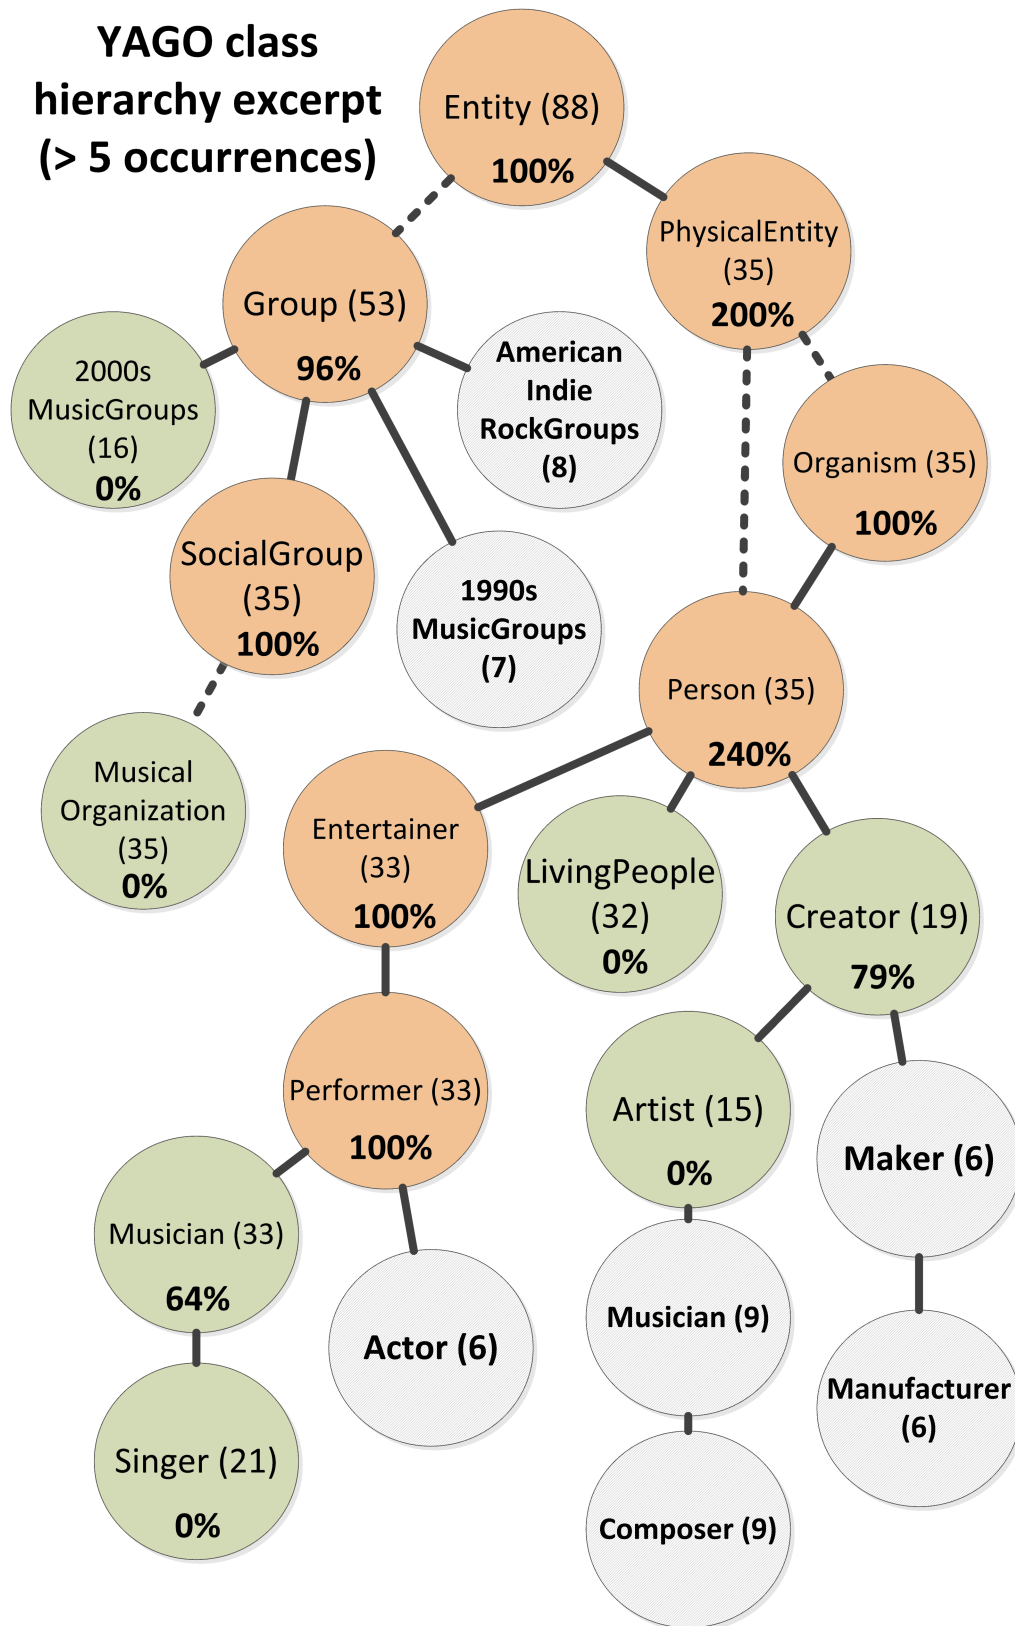 YAGO class
hierarchy excerpt
(> 5 occurrences)
Entity (88)
100%
PhysicalEntity
(35)
200%
Group (53)
96%
2000s
MusicGroups
(16)
0%
American
Indie
RockGroups
(8)
Organism (35)
100%
SocialGroup
(35)
100%
1990s
MusicGroups
(7)
Person (35)
240%
Musical
Organization
(35)
0%
Entertainer
(33)
100%
LivingPeople
(32)
0%
Creator (19)
79%
Performer (33)
100%
Artist (15)
0%
Maker (6)
Musician (33)
64%
Actor (6)
Musician (9)
Manufacturer
(6)
Singer (21)
0%
Composer (9)